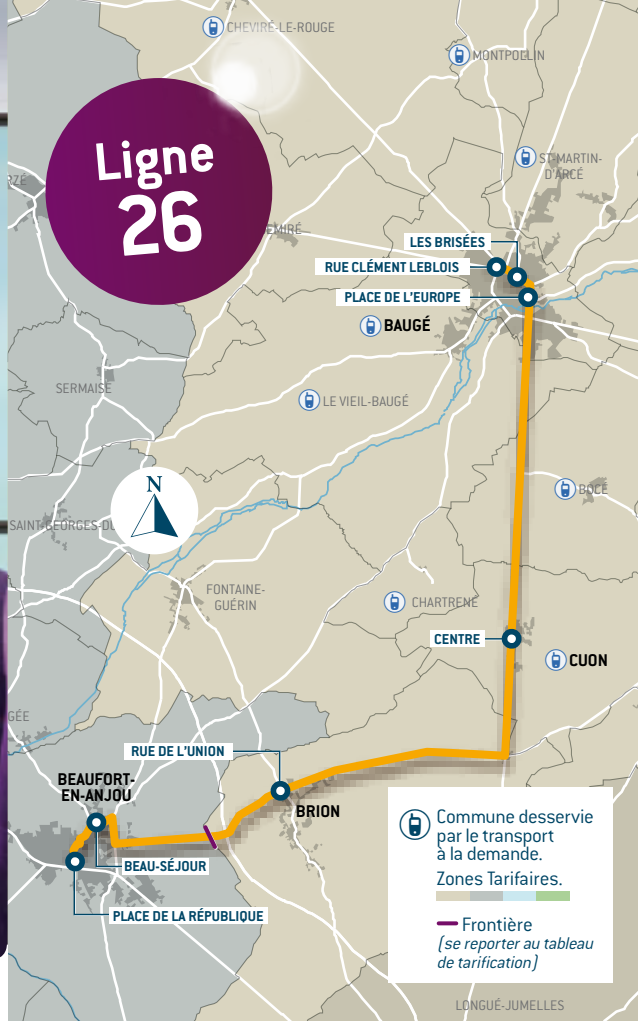 CHEVIRÉ-LE-ROUGE
MONTPOLLIN
Ligne
26
ST-MARTIN-
D'ARCÉ
LES BRISÉES
RUE CLÉMENT LEBLOIS
PLACE DE L'EUROPE
BAUGÉ
SERMAISE
LE VIEIL-BAUGÉ
N
BOCÉ
FONTAINE-
GUÉRIN
CHARTRENÉ
CENTRE
CUON
RUE DE L'UNION
BEAUFORT-
EN-ANJOU
BRION
BEAU-SÉJOUR
PLACE DE LA RÉPUBLIQUE
Commune desservie
par le transport
à la demande.
Zones Tarifaires.
Frontière
(se reporter au tableau
de tarification)
LONGUÉ-JUMELLES